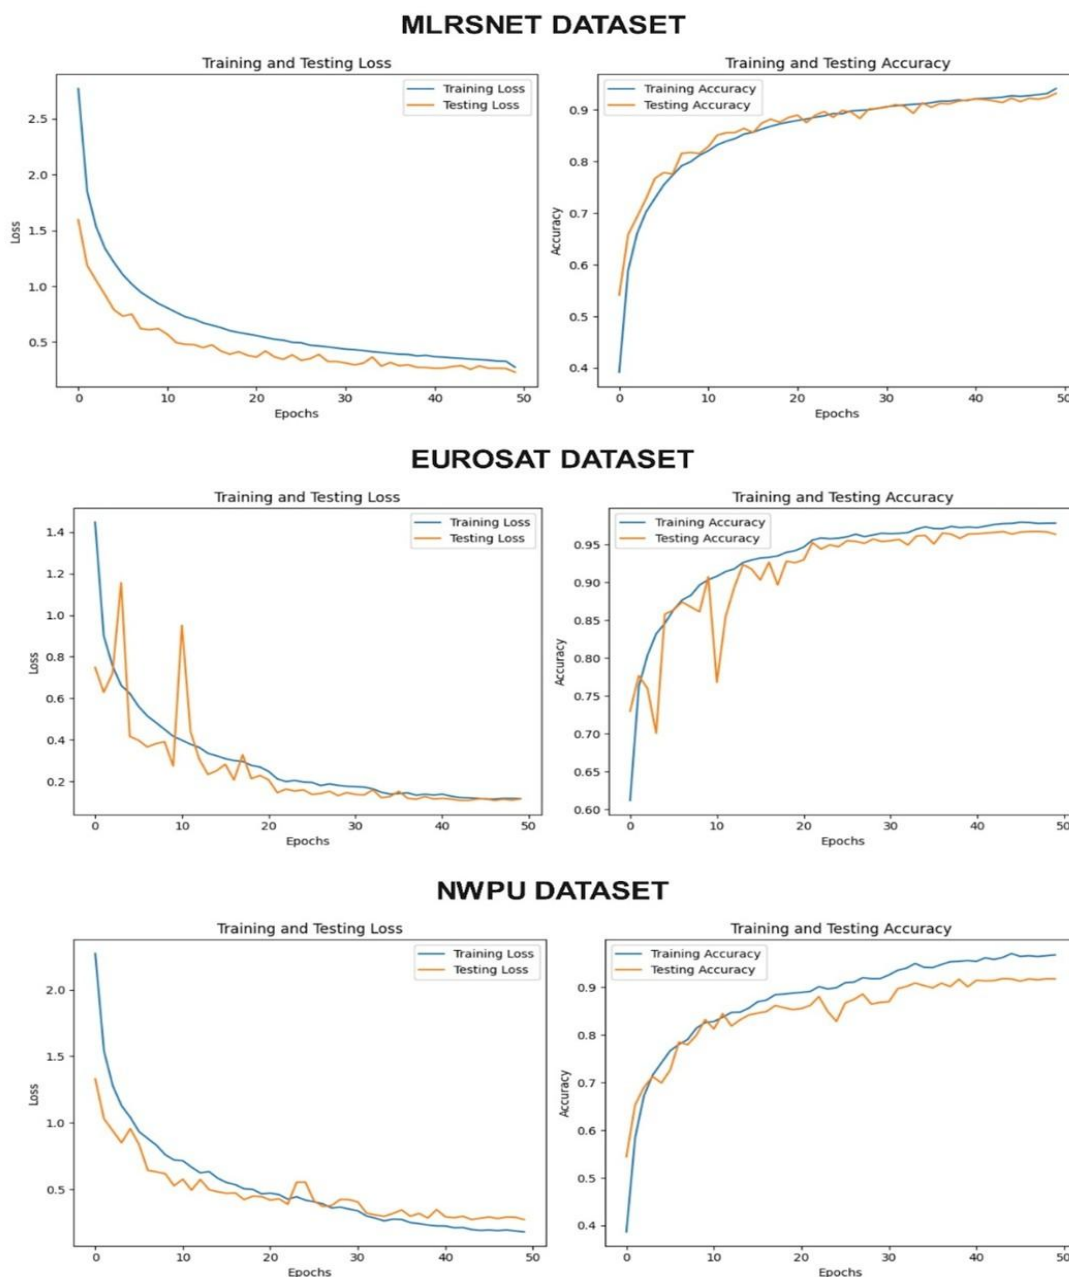 MLRSNET DATASET
Training and Testing Loss
Training Loss
Testing Loss
2.5
2.0
1.5
1.0
0.5
Loss
0 10 20 30 40 50
Epochs
Training and Testing Accuracy
Training Accuracy
Testing Accuracy
0.9
0.8
0.7
0.6
0.5
0.4
Accuracy
0 10 20 30 40 50
Epochs
EUROSAT DATASET
Training and Testing Loss
Training Loss
Testing Loss
1.4
1.2
1.0
0.8
0.6
0.4
0.2
Loss
0 10 20 30 40 50
Epochs
Training and Testing Accuracy
Training Accuracy
Testing Accuracy
0.95
0.90
0.85
0.80
0.75
0.70
0.65
0.60
Accuracy
0 10 20 30 40 50
Epochs
NWPU DATASET
Training and Testing Loss
Training Loss
Testing Loss
2.0
1.5
1.0
0.5
Loss
0 10 20 30 40 50
Epochs
Training and Testing Accuracy
Training Accuracy
Testing Accuracy
0.9
0.8
0.7
0.6
0.5
0.4
Accuracy
0 10 20 30 40 50
Epochs